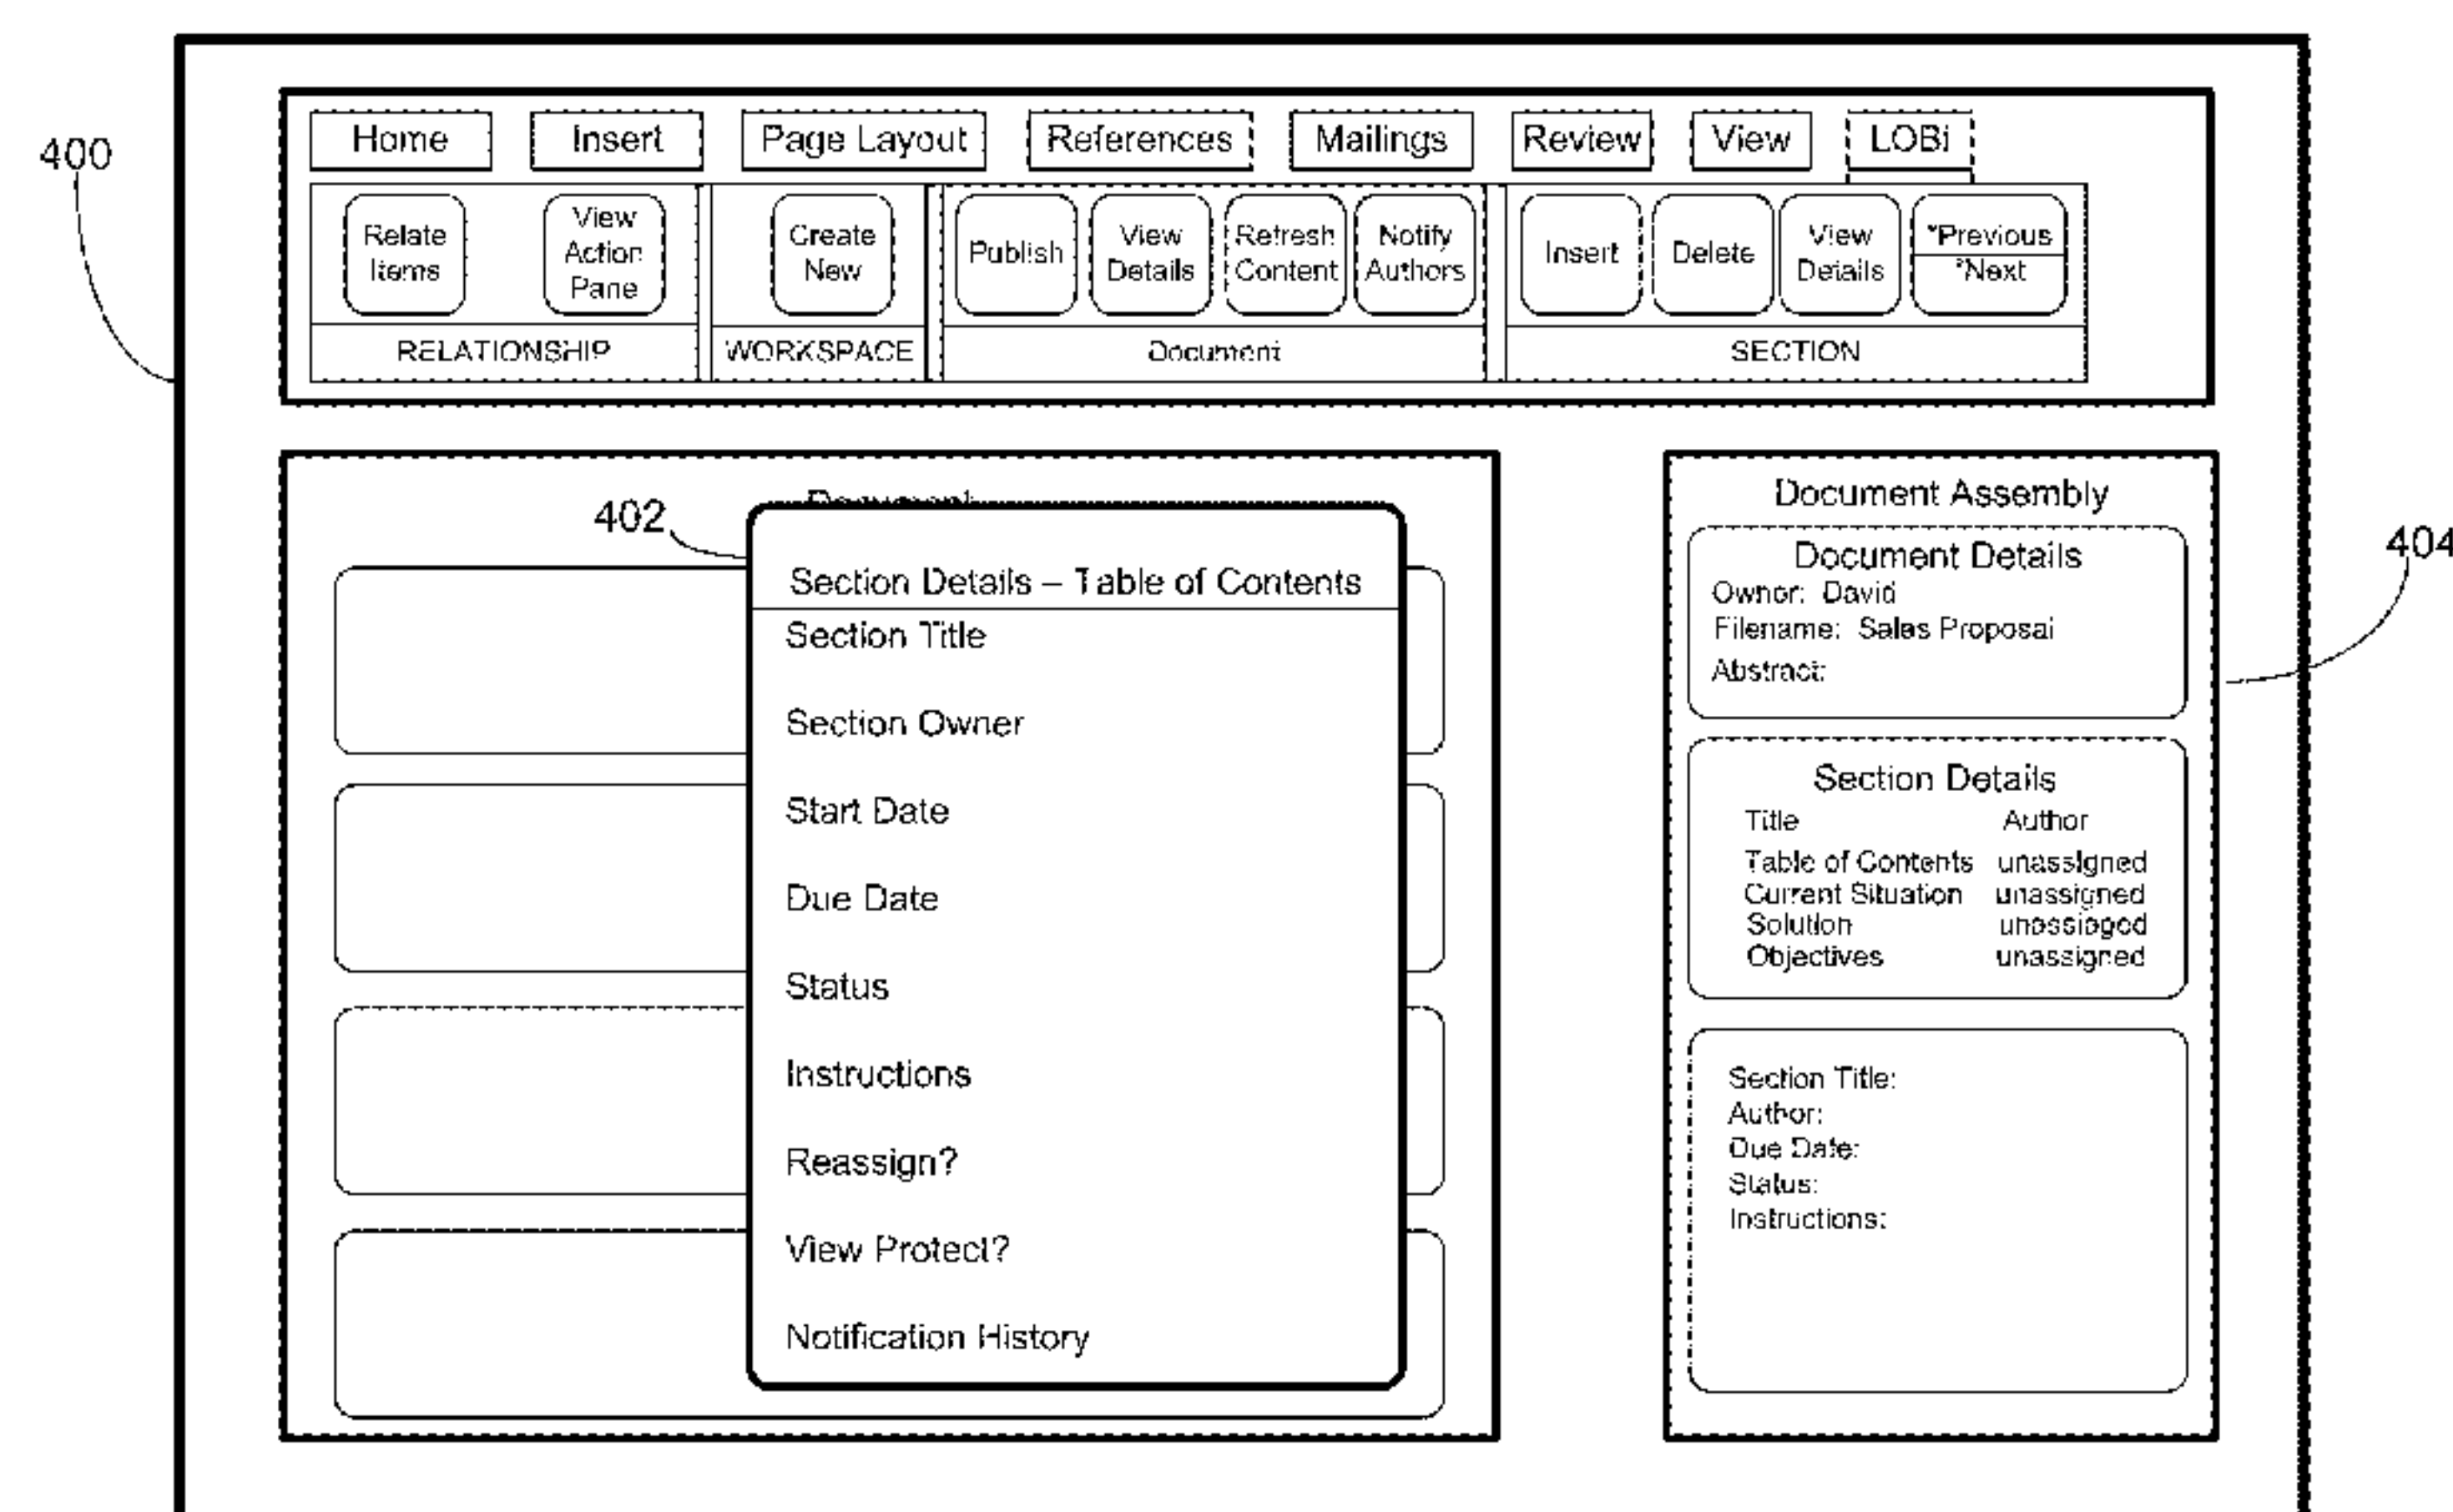 400
Home Insert Page Layout References Mailings Review View LOBi
Relate Items
View Action Pane
Create New
Publish
View Details
Refresh Content
Notify Authors
Insert
Delete
View Details
*Previous
*Next
RELATIONSHIP WORKSPACE Document SECTION
Document
402
Section Details – Table of Contents
Section Title
Section Owner
Start Date
Due Date
Status
Instructions
Reassign?
View Protect?
Notification History
404
Document Assembly
Document Details
Owner: David
Filename: Sales Proposal
Abstract:
Section Details
Title Author
Table of Contents unassigned
Current Situation unassigned
Solution unassigned
Objectives unassigned
Section Title:
Author:
Due Date:
Status:
Instructions: